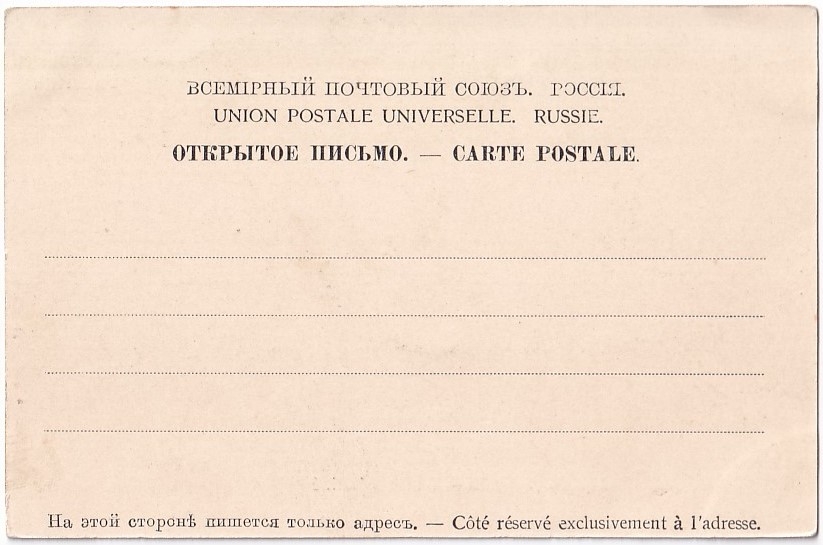 ВСЕМІРНЫЙ ПОЧТОВЫЙ СОЮЗЪ. РОССІЯ.
UNION POSTALE UNIVERSELLE. RUSSIE.
ОТКРЫТОЕ ПИСЬМО. — CARTE POSTALE.
На этой сторонѣ пишется только адресъ. — Côté réservé exclusivement à l'adresse.